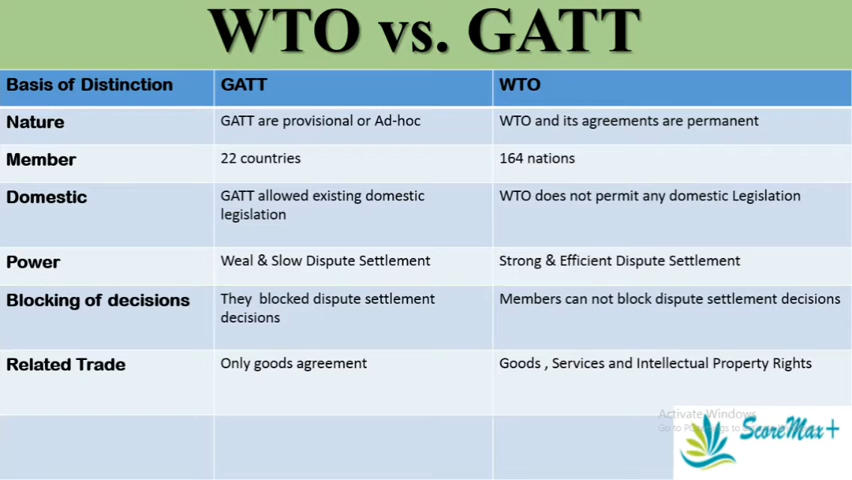 WTO vs. GATT
Basis of Distinction GATT WTO
Nature GATT are provisional or Ad-hoc WTO and its agreements are permanent
Member 22 countries 164 nations
Domestic GATT allowed existing domestic WTO does not permit any domestic Legislation
legislation
Power Weal & Slow Dispute Settlement Strong & Efficient Dispute Settlement
Blocking of decisions They blocked dispute settlement Members can not block dispute settlement decisions
decisions
Related Trade Only goods agreement Goods , Services and Intellectual Property Rights
Activate Windows
Go to
ScoreMax+